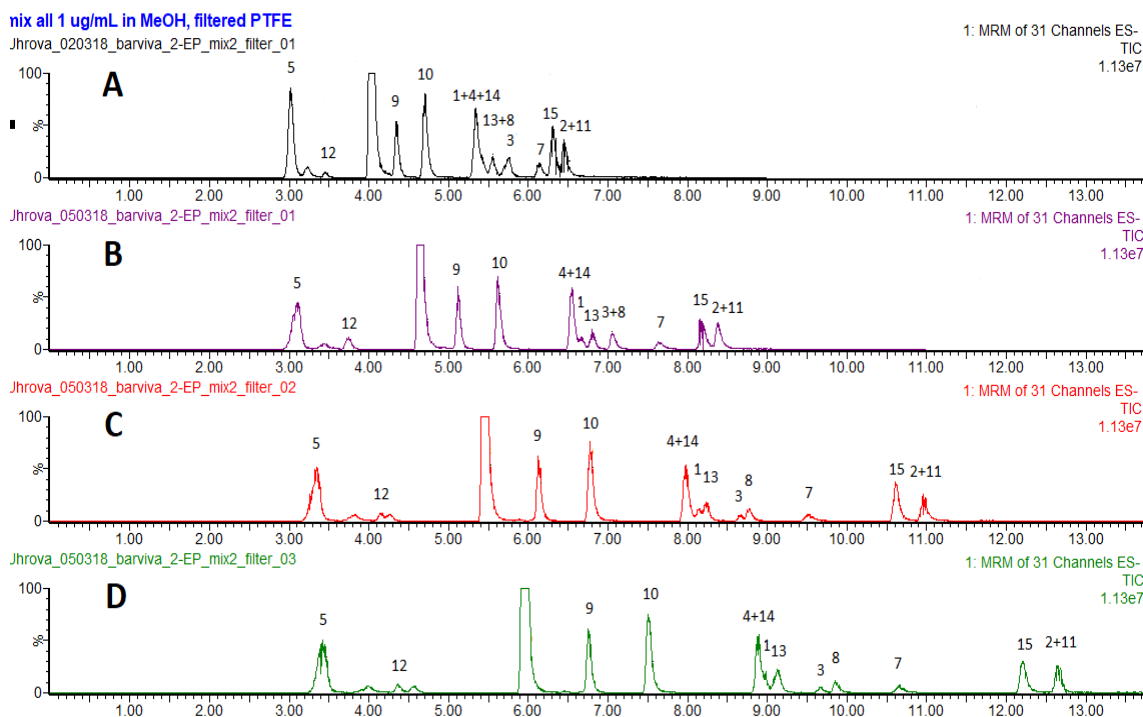 mix all 1 ug/mL in MeOH, filtered PTFE
Jhrova_020318_barviva_2-EP_mix2_filter_01
1: MRM of 31 Channels ES-
TIC
1.13e7
A
5
12
9
10
1+4+14
13+8
3
7
15
2+11
100
%
0
1.00 2.00 3.00 4.00 5.00 6.00 7.00 8.00 9.00 10.00 11.00 12.00 13.00
Jhrova_050318_barviva_2-EP_mix2_filter_01
1: MRM of 31 Channels ES-
TIC
1.13e7
B
5
12
9
10
4+14
1
13
3+8
7
15
2+11
100
%
0
1.00 2.00 3.00 4.00 5.00 6.00 7.00 8.00 9.00 10.00 11.00 12.00 13.00
Jhrova_050318_barviva_2-EP_mix2_filter_02
1: MRM of 31 Channels ES-
TIC
1.13e7
C
5
12
9
10
4+14
1
13
3
8
7
15
2+11
100
%
0
1.00 2.00 3.00 4.00 5.00 6.00 7.00 8.00 9.00 10.00 11.00 12.00 13.00
Jhrova_050318_barviva_2-EP_mix2_filter_03
1: MRM of 31 Channels ES-
TIC
1.13e7
D
5
12
9
10
4+14
1
13
3
8
7
15
2+11
100
%
0
1.00 2.00 3.00 4.00 5.00 6.00 7.00 8.00 9.00 10.00 11.00 12.00 13.00